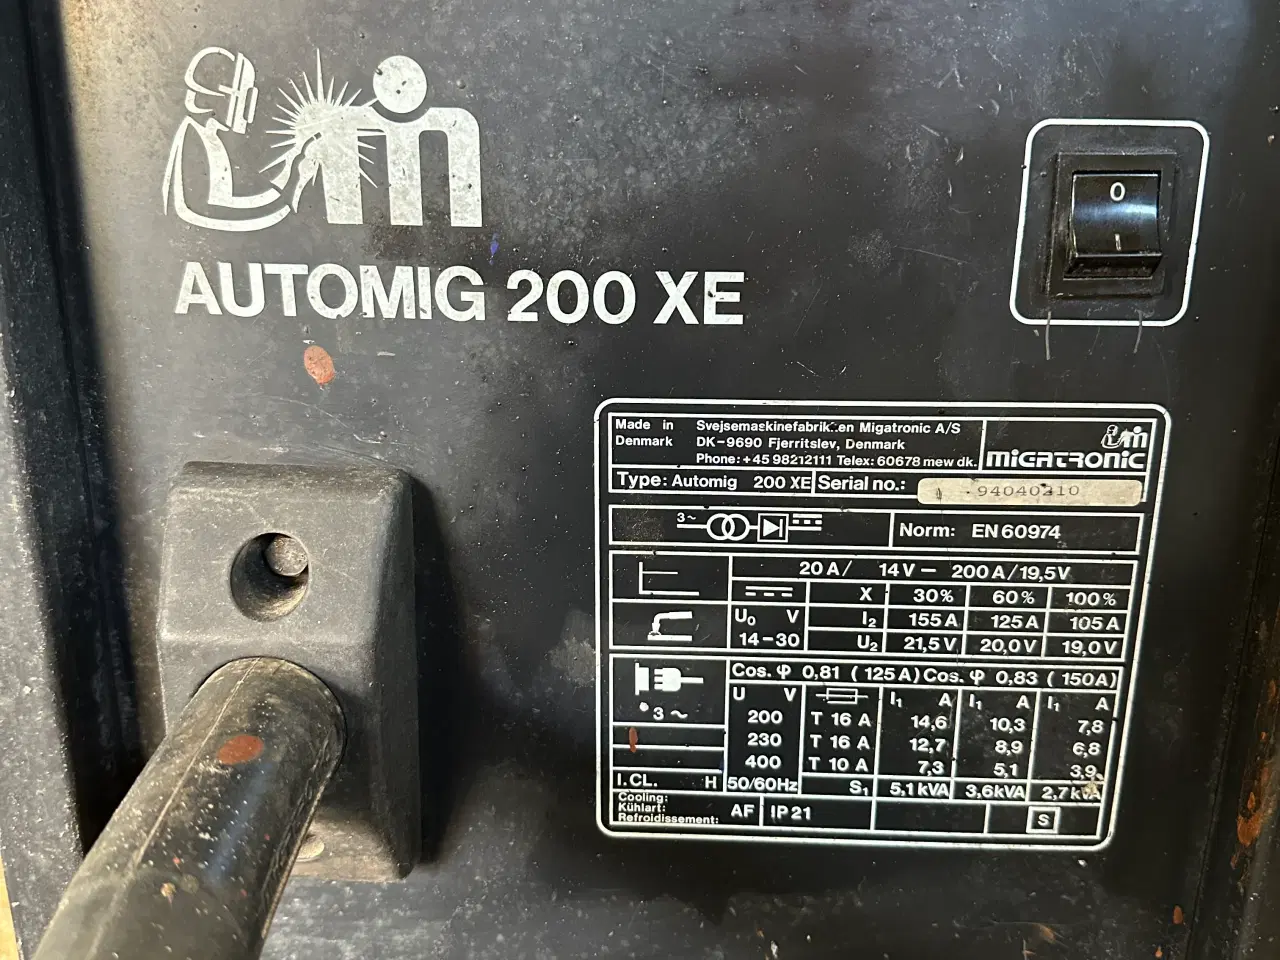 m
AUTOMIG 200 XE
O
I
Made in Denmark
Svejsemaskinefabrikken Migatronic A/S
DK-9690 Fjerritslev, Denmark
Phone: +45 98212111 Telex: 60678 mew dk.
m
MIGATRONIC
Type: Automig 200 XE Serial no.: 94040210
3~
Norm: EN 60974
20 A/ 14 V — 200 A/19,5V
X 30% 60% 100%
U₀ V I₂ 155 A 125 A 105 A
14-30 U₂ 21,5 V 20,0 V 19,0 V
Cos. φ 0,81 (125 A) Cos. φ 0,83 (150A)
3~ U V I₁ A I₁ A I₁ A
200 T 16 A 14,6 10,3 7,8
230 T 16 A 12,7 8,9 6,8
400 T 10 A 7,3 5,1 3,9
I.CL. H 50/60Hz S₁ 5,1 kVA 3,6kVA 2,7 kVA
Cooling:
Kühlart:
Refroidissement: AF IP 21 S